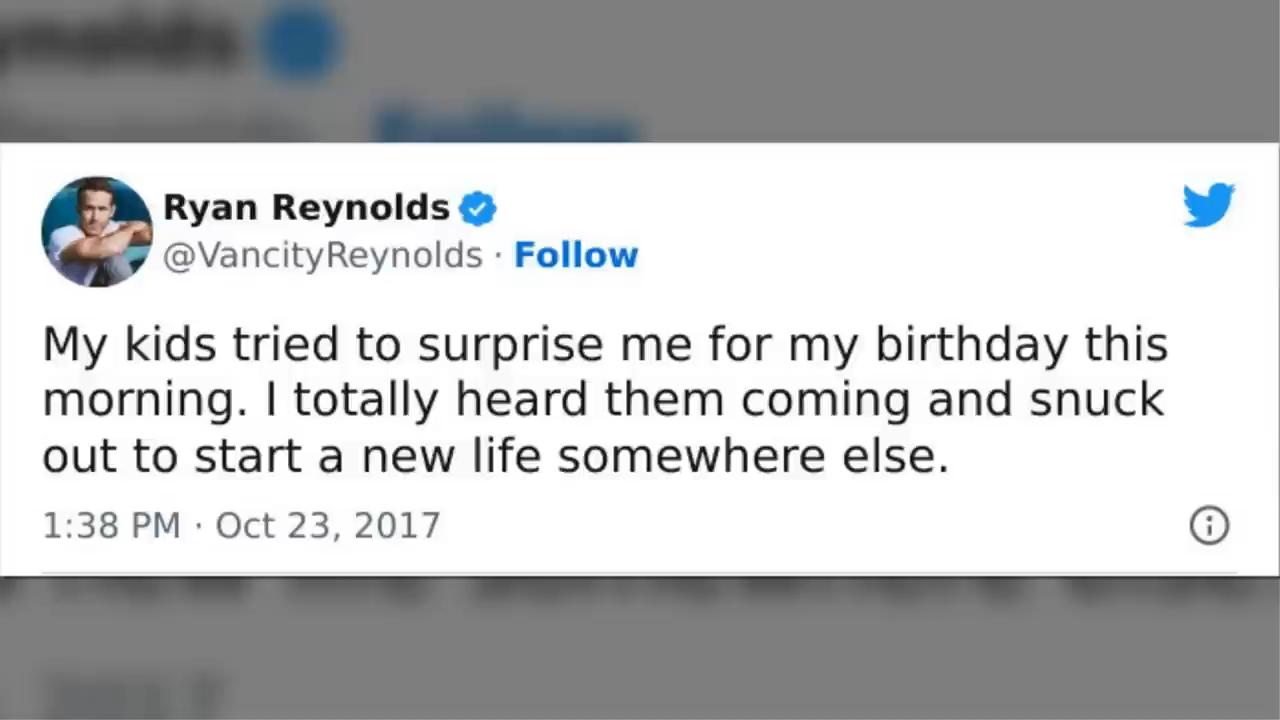 Ryan Reynolds
@VancityReynolds · Follow
My kids tried to surprise me for my birthday this
morning. I totally heard them coming and snuck
out to start a new life somewhere else.
1:38 PM · Oct 23, 2017